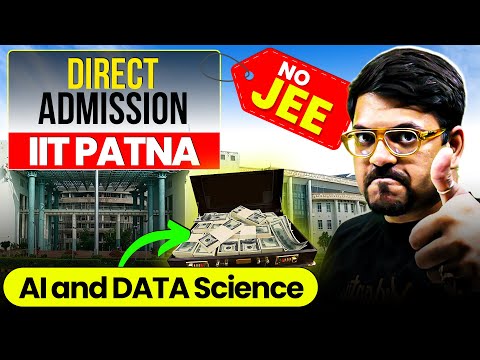 DIRECT
ADMISSION
IIT PATNA
NO
JEE
AI and DATA Science